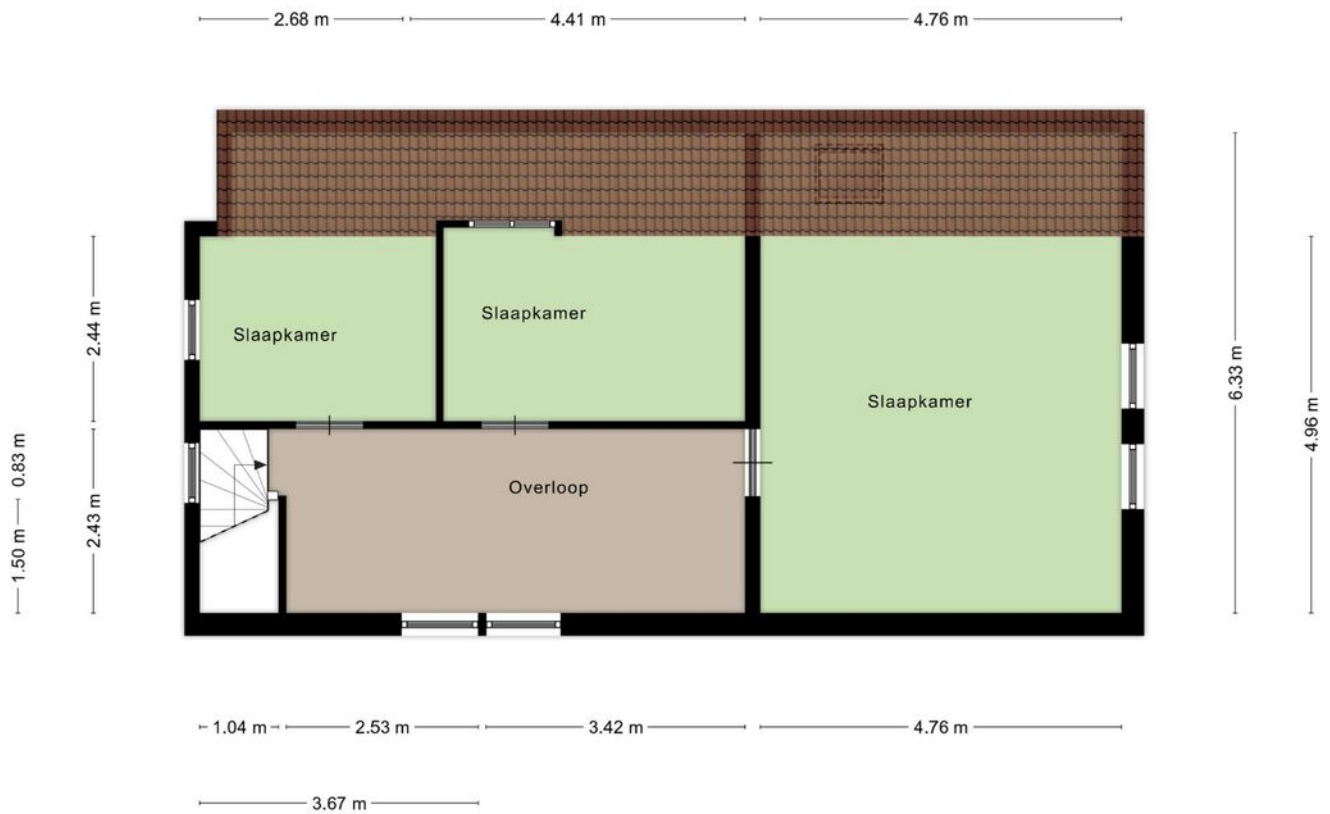 2.68 m
4.41 m
4.76 m
2.44 m
Slaapkamer
Slaapkamer
Slaapkamer
6.33 m
4.96 m
0.83 m
1.50 m
2.43 m
Overloop
1.04 m
2.53 m
3.42 m
4.76 m
3.67 m